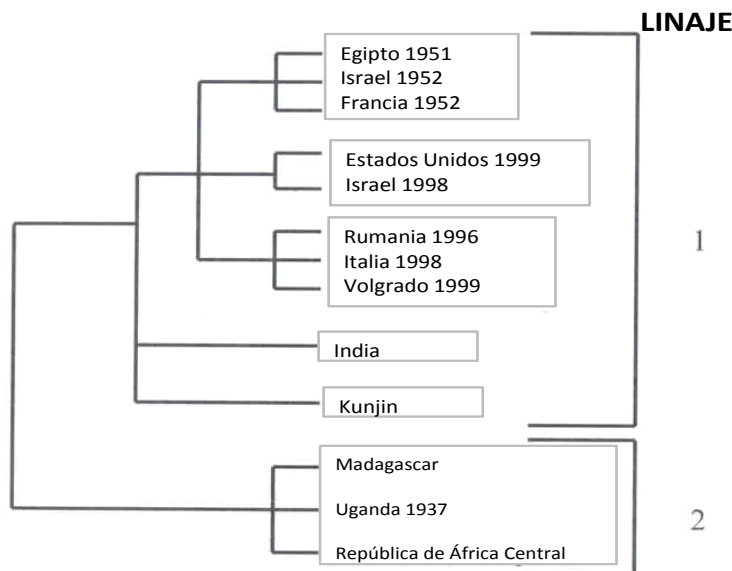 LINAJE
Egipto 1951
Israel 1952
Francia 1952
Estados Unidos 1999
Israel 1998
Rumania 1996
Italia 1998
Volgrado 1999
1
India
Kunjin
Madagascar
Uganda 1937
2
República de África Central